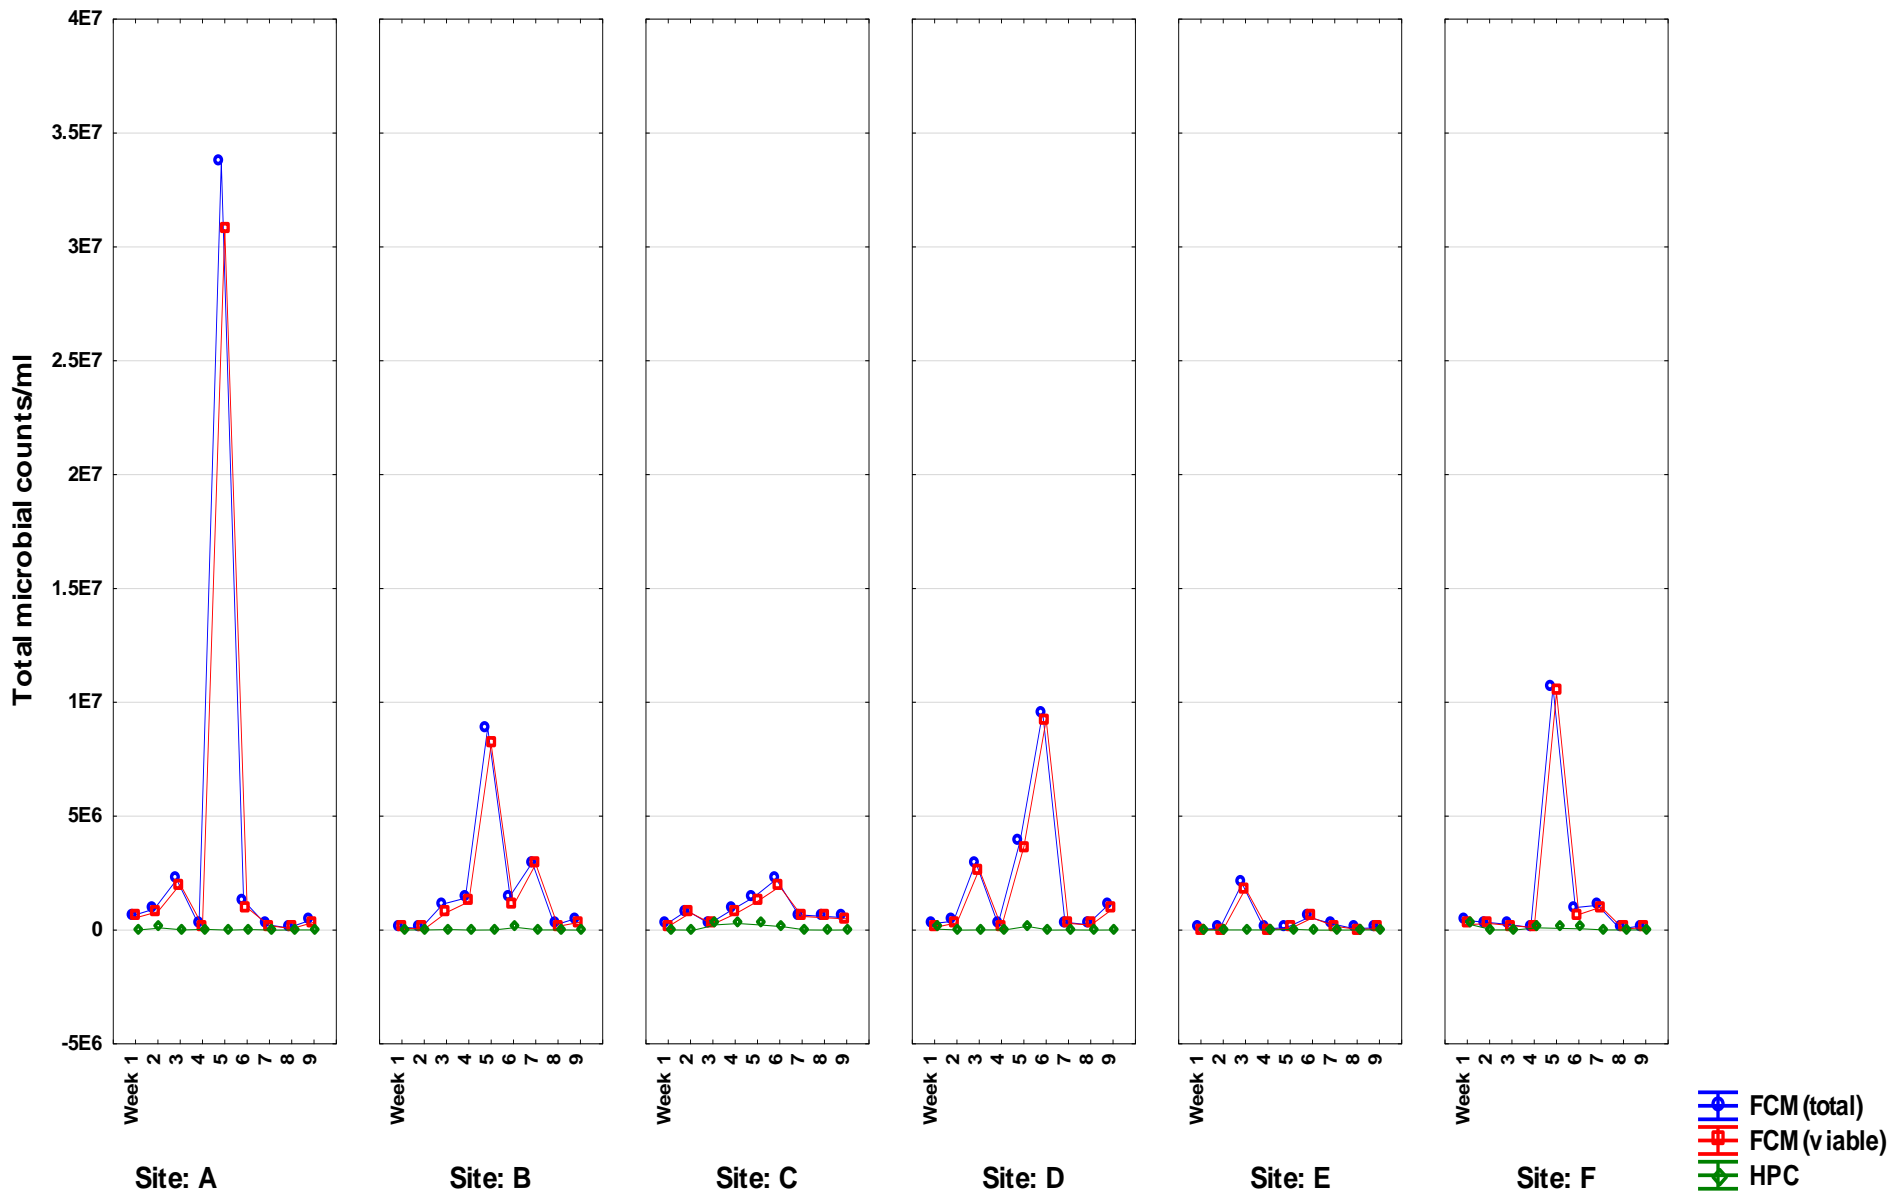 4E7
3.5E7
3E7
2.5E7
2E7
1.5E7
1E7
5E6
0
-5E6
Total microbial counts/ml
Week 1 2 3 4 5 6 7 8 9
Week 1 2 3 4 5 6 7 8 9
Week 1 2 3 4 5 6 7 8 9
Week 1 2 3 4 5 6 7 8 9
Week 1 2 3 4 5 6 7 8 9
Week 1 2 3 4 5 6 7 8 9
Site: A
Site: B
Site: C
Site: D
Site: E
Site: F
FCM (total)
FCM (viable)
HPC